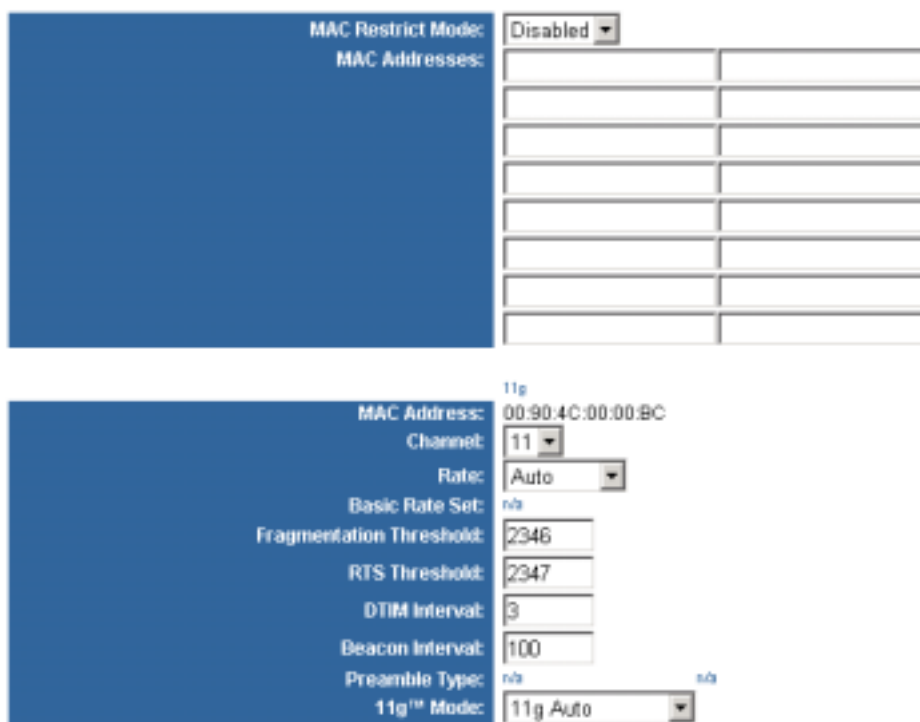 MAC Restrict Mode: Disabled
MAC Addresses:
11g
MAC Address: 00:90:4C:00:00:BC
Channel: 11
Rate: Auto
Basic Rate Set: n/a
Fragmentation Threshold: 2346
RTS Threshold: 2347
DTIM Interval: 3
Beacon Interval: 100
Preamble Type: n/a n/a
11g™ Mode: 11g Auto